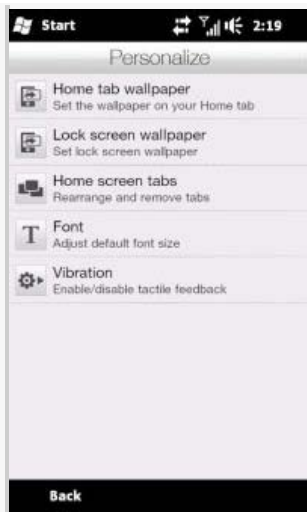 Start 2:19
Personalize
Home tab wallpaper
Set the wallpaper on your Home tab
Lock screen wallpaper
Set lock screen wallpaper
Home screen tabs
Rearrange and remove tabs
T Font
Adjust default font size
Vibration
Enable/disable tactile feedback
Back